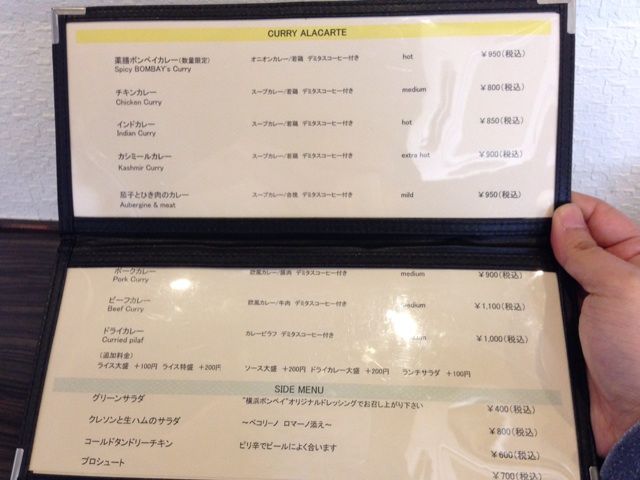 CURRY ALACARTE
薬膳ボンベイカレー(数量限定) オニオンカレー/若鶏 デミタスコーヒー付き hot ¥950(税込)
Spicy BOMBAY's Curry
チキンカレー スープカレー/若鶏 デミタスコーヒー付き medium ¥800(税込)
Chicken Curry
インドカレー スープカレー/若鶏 デミタスコーヒー付き hot ¥850(税込)
Indian Curry
カシミールカレー スープカレー/若鶏 デミタスコーヒー付き extra hot ¥900(税込)
Kashmir Curry
茄子とひき肉のカレー スープカレー/合挽 デミタスコーヒー付き mild ¥950(税込)
Aubergine & meat
ポークカレー 欧風カレー/豚肉 デミタスコーヒー付き medium ¥900(税込)
Pork Curry
ビーフカレー 欧風カレー/牛肉 デミタスコーヒー付き medium ¥1,100(税込)
Beef Curry
ドライカレー カレーピラフ デミタスコーヒー付き ¥1,000(税込)
Curried pilaf
(追加料金)
ライス大盛 +100円 ライス特盛 +200円 ソース大盛 +200円 ドライカレー大盛 +200円 ランチサラダ +100円
SIDE MENU
グリーンサラダ "横浜ボンベイ"オリジナルドレッシングでお召し上がり下さい ¥400(税込)
クレソンと生ハムのサラダ ～ペコリーノ ロマーノ添え～ ¥800(税込)
コールドタンドリーチキン ピリ辛でビールによく合います ¥600(税込)
プロシュート ¥700(税込)